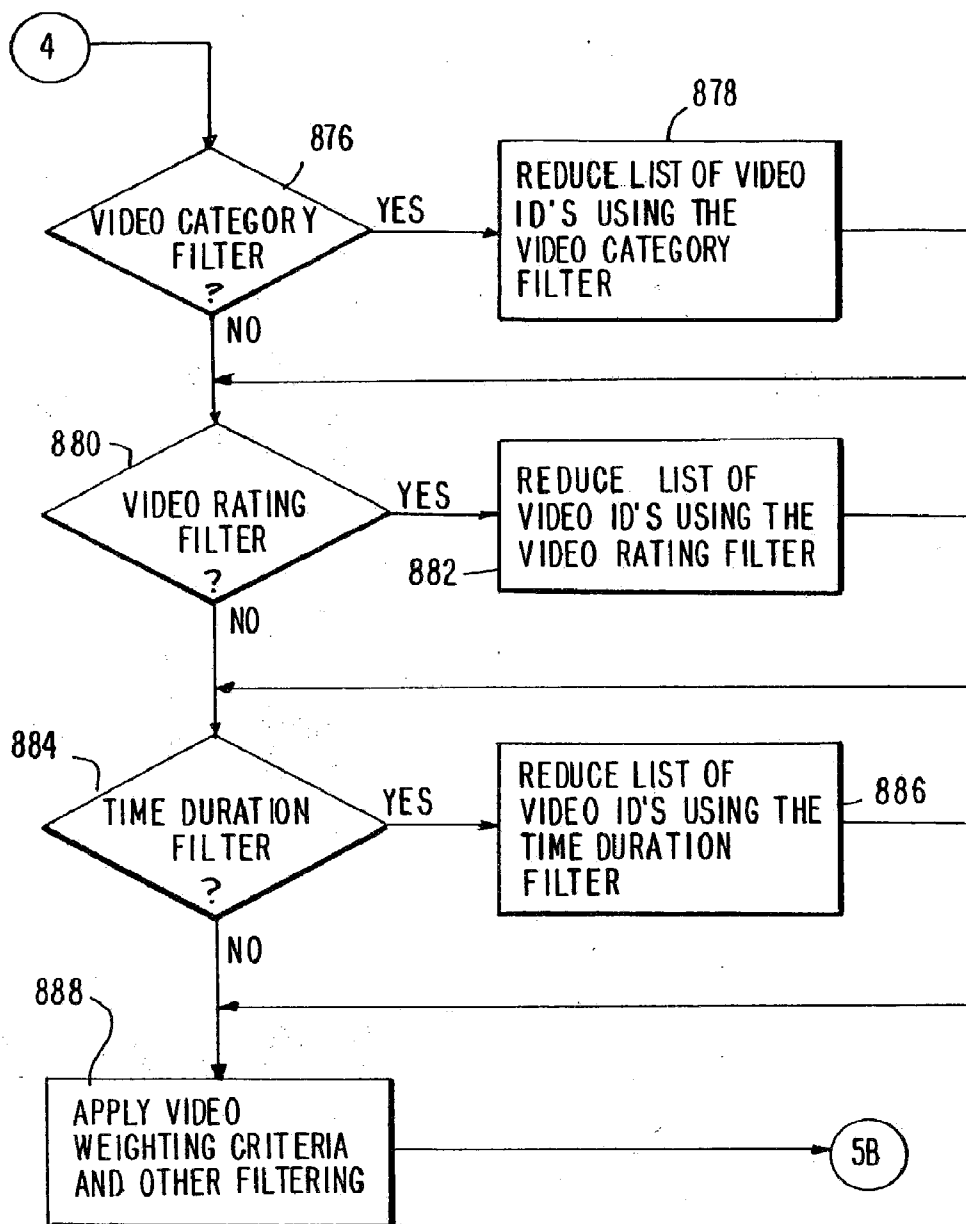 4
876
878
VIDEO CATEGORY
FILTER
?
YES
REDUCE LIST OF VIDEO
ID'S USING THE
VIDEO CATEGORY
FILTER
NO
880
VIDEO RATING
FILTER
?
YES
882
REDUCE LIST OF
VIDEO ID'S USING THE
VIDEO RATING FILTER
NO
884
TIME DURATION
FILTER
?
YES
REDUCE LIST OF
VIDEO ID'S USING THE
TIME DURATION
FILTER
886
NO
888
APPLY VIDEO
WEIGHTING CRITERIA
AND OTHER FILTERING
5B